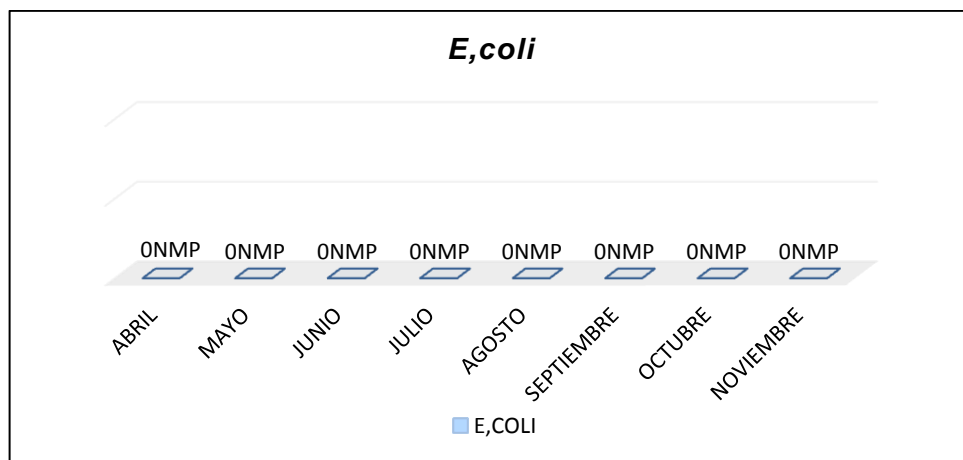 E,coli
0NMP 0NMP 0NMP 0NMP 0NMP 0NMP 0NMP 0NMP
ABRIL MAYO JUNIO JULIO AGOSTO SEPTIEMBRE OCTUBRE NOVIEMBRE
E,COLI